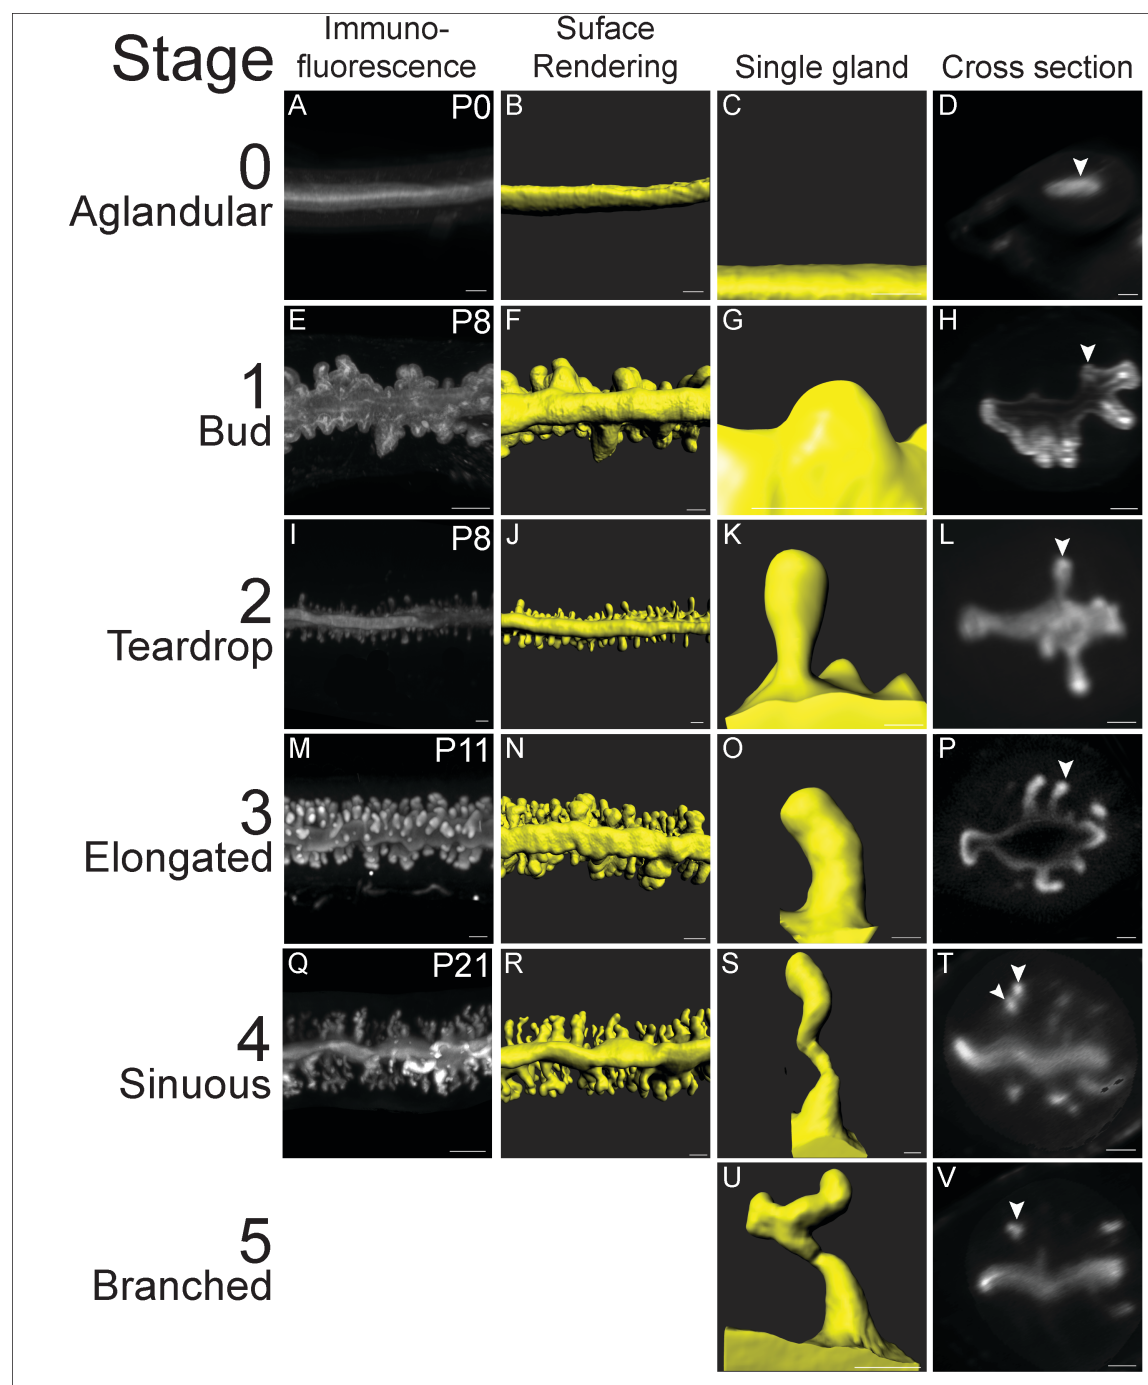 Stage
Immuno-
fluorescence
Suface
Rendering
Single gland
Cross section
0
Aglandular
A P0
B
C
D
1
Bud
E P8
F
G
H
2
Teardrop
I P8
J
K
L
3
Elongated
M P11
N
O
P
4
Sinuous
Q P21
R
S
T
5
Branched
U
V